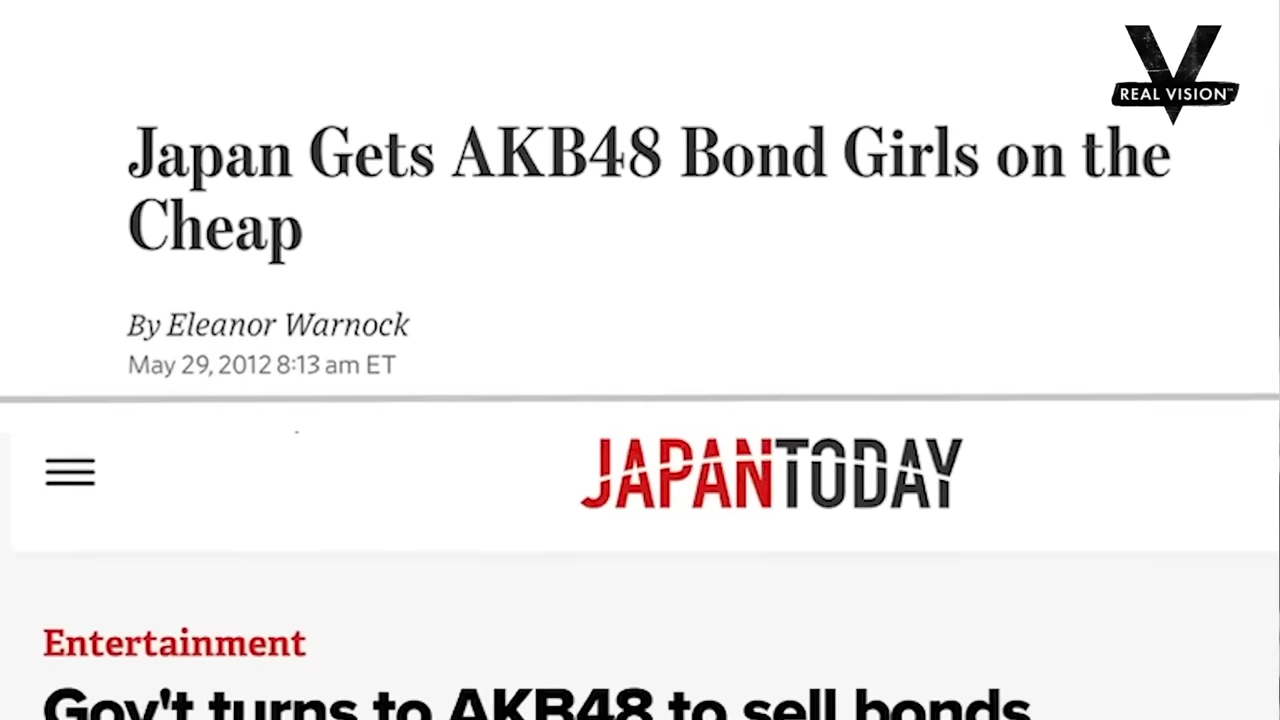 REAL VISION™
Japan Gets AKB48 Bond Girls on the
Cheap
By Eleanor Warnock
May 29, 2012 8:13 am ET
JAPANTODAY
Entertainment
Gov't turns to AKB48 to sell bonds